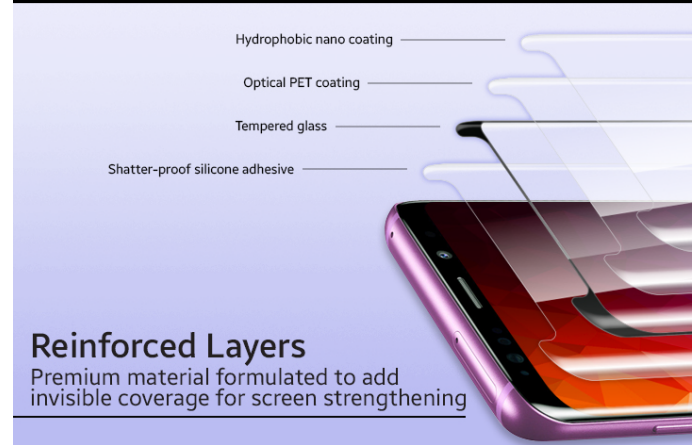 Hydrophobic nano coating
Optical PET coating
Tempered glass
Shatter-proof silicone adhesive
Reinforced Layers
Premium material formulated to add
invisible coverage for screen strengthening